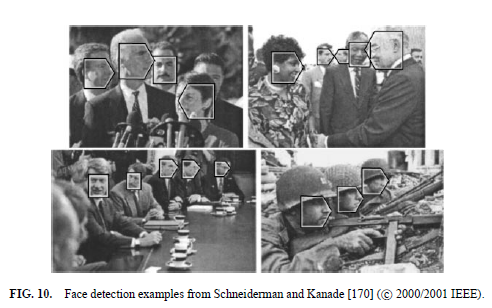 FIG. 10. Face detection examples from Schneiderman and Kanade [170] (© 2000/2001 IEEE).